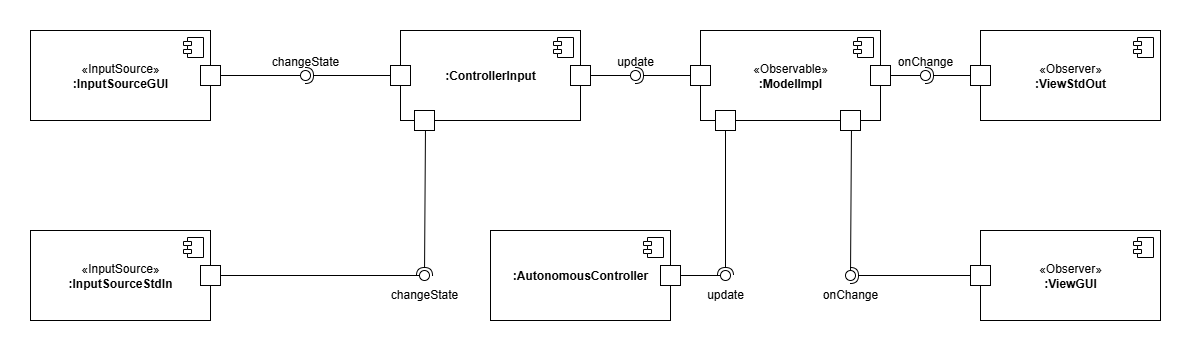 «InputSource»
:InputSourceGUI
changeState
:ControllerInput
update
«Observable»
:ModelImpl
onChange
«Observer»
:ViewStdOut
«InputSource»
:InputSourceStdIn
changeState
:AutonomousController
update
onChange
«Observer»
:ViewGUI